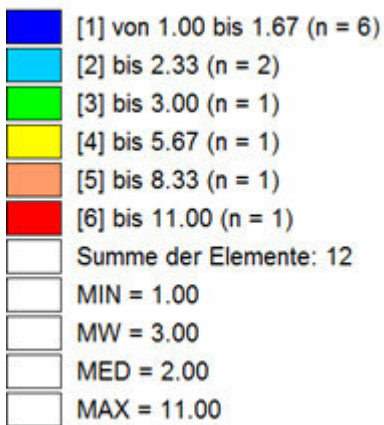 [1] von 1.00 bis 1.67 (n = 6)
[2] bis 2.33 (n = 2)
[3] bis 3.00 (n = 1)
[4] bis 5.67 (n = 1)
[5] bis 8.33 (n = 1)
[6] bis 11.00 (n = 1)
Summe der Elemente: 12
MIN = 1.00
MW = 3.00
MED = 2.00
MAX = 11.00